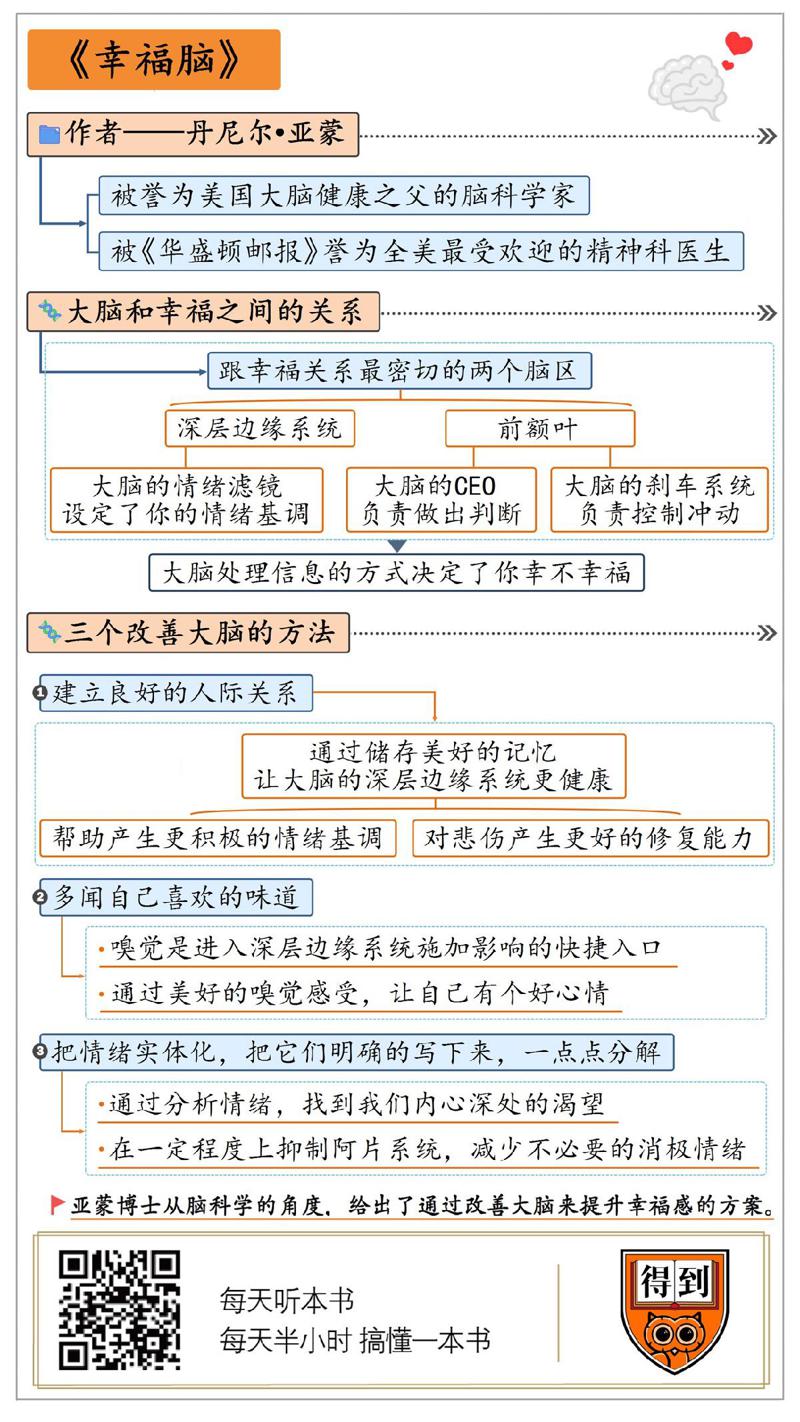 《幸福脑》
作者——丹尼尔•亚蒙
被誉为美国大脑健康之父的脑科学家
被《华盛顿邮报》誉为全美最受欢迎的精神科医生
大脑和幸福之间的关系
跟幸福关系最密切的两个脑区
深层边缘系统
前额叶
大脑的情绪滤镜
设定了你的情绪基调
大脑的CEO
负责做出判断
大脑的刹车系统
负责控制冲动
大脑处理信息的方式决定了你幸不幸福
三个改善大脑的方法
1 建立良好的人际关系
通过储存美好的记忆
让大脑的深层边缘系统更健康
帮助产生更积极的情绪基调
对悲伤产生更好的修复能力
2 多闻自己喜欢的味道
•嗅觉是进入深层边缘系统施加影响的快捷入口
•通过美好的嗅觉感受，让自己有个好心情
3 把情绪实体化，把它们明确的写下来，一点点分解
•通过分析情绪，找到我们内心深处的渴望
•在一定程度上抑制阿片系统，减少不必要的消极情绪
亚蒙博士从脑科学的角度，给出了通过改善大脑来提升幸福感的方案。
每天听本书
每天半小时 搞懂一本书
得到